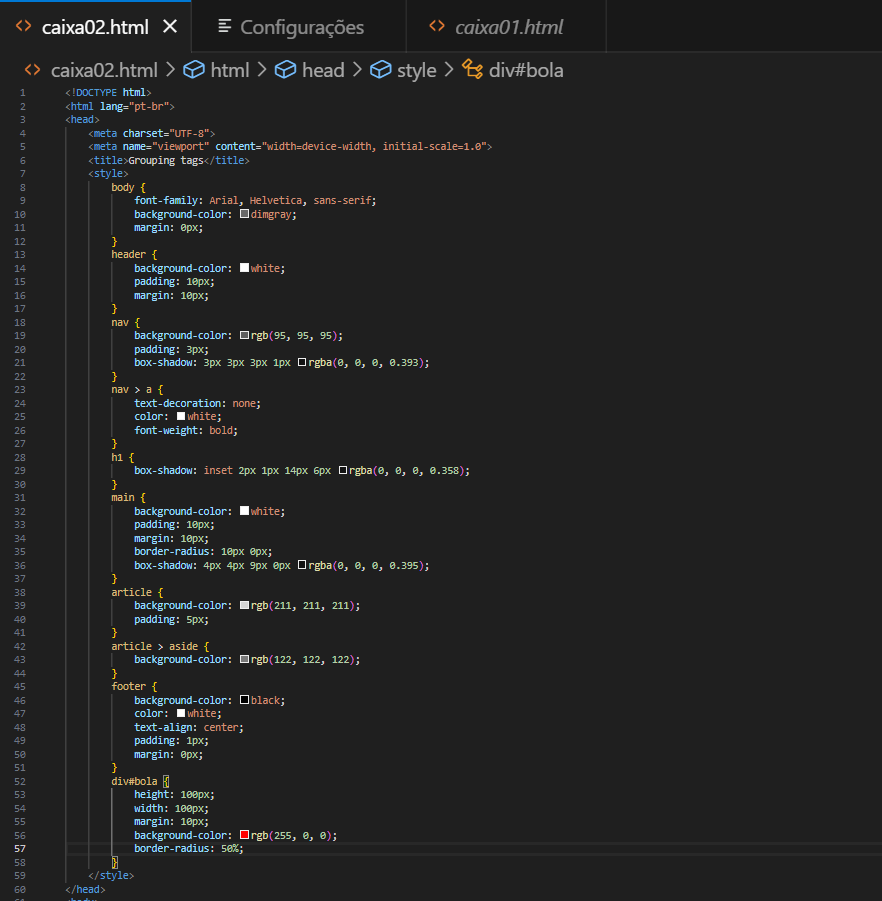 caixa02.html
Configurações
caixa01.html
caixa02.html > html > head > style > div#bola
1 <!DOCTYPE html>
2 <html lang="pt-br">
3 <head>
4 <meta charset="UTF-8">
5 <meta name="viewport" content="width=device-width, initial-scale=1.0">
6 <title>Grouping tags</title>
7 <style>
8 body {
9 font-family: Arial, Helvetica, sans-serif;
10 background-color: dimgray;
11 margin: 0px;
12 }
13 header {
14 background-color: white;
15 padding: 10px;
16 margin: 10px;
17 }
18 nav {
19 background-color: rgb(95, 95, 95);
20 padding: 3px;
21 box-shadow: 3px 3px 3px 1px rgba(0, 0, 0, 0.393);
22 }
23 nav > a {
24 text-decoration: none;
25 color: white;
26 font-weight: bold;
27 }
28 h1 {
29 box-shadow: inset 2px 1px 14px 6px rgba(0, 0, 0, 0.358);
30 }
31 main {
32 background-color: white;
33 padding: 10px;
34 margin: 10px;
35 border-radius: 10px 0px;
36 box-shadow: 4px 4px 9px 0px rgba(0, 0, 0, 0.395);
37 }
38 article {
39 background-color: rgb(211, 211, 211);
40 padding: 5px;
41 }
42 article > aside {
43 background-color: rgb(122, 122, 122);
44 }
45 footer {
46 background-color: black;
47 color: white;
48 text-align: center;
49 padding: 1px;
50 margin: 0px;
51 }
52 div#bola {
53 height: 100px;
54 width: 100px;
55 margin: 10px;
56 background-color: rgb(255, 0, 0);
57 border-radius: 50%;
58 }
59 </style>
60 </head>